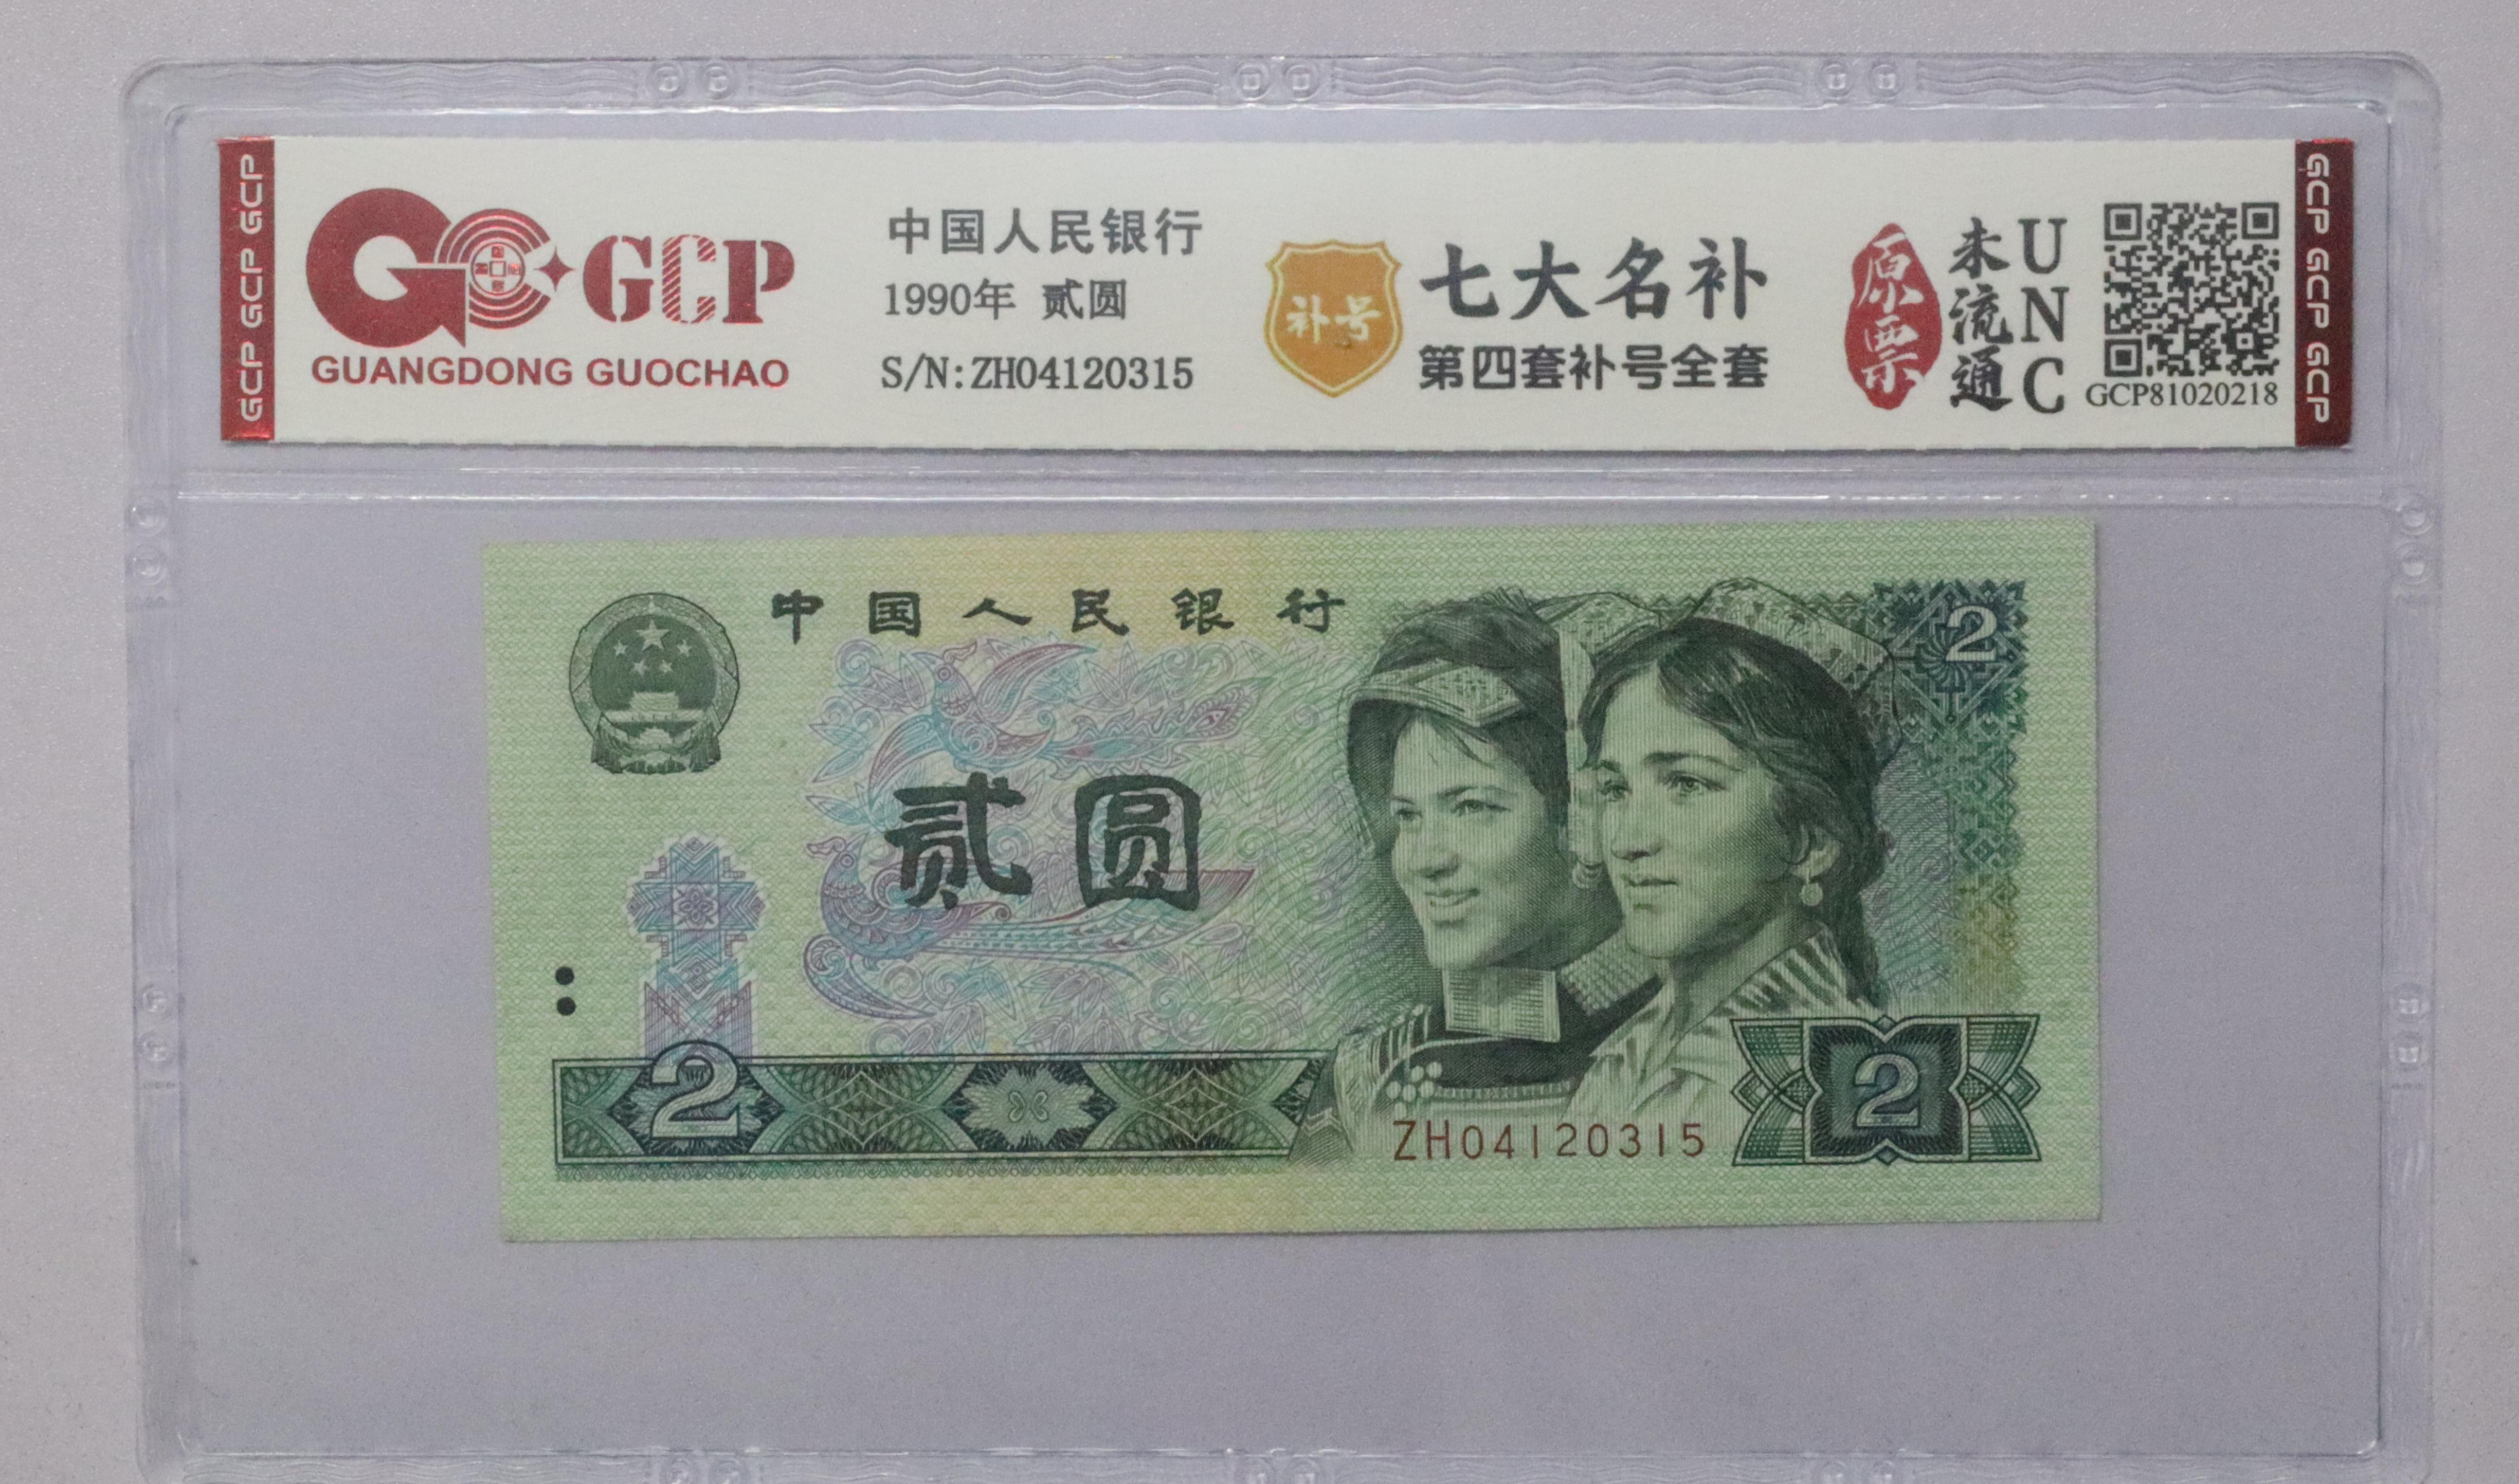 GCP GCP GCP
GCP
GUANGDONG GUOCHAO
中国人民银行
1990年 贰圆
S/N:ZH04120315
补号
七大名补
第四套补号全套
原票
未流通
UNC
GCP81020218
GCP GCP GCP
中国人民银行
2
贰圆
2
ZH04120315
2